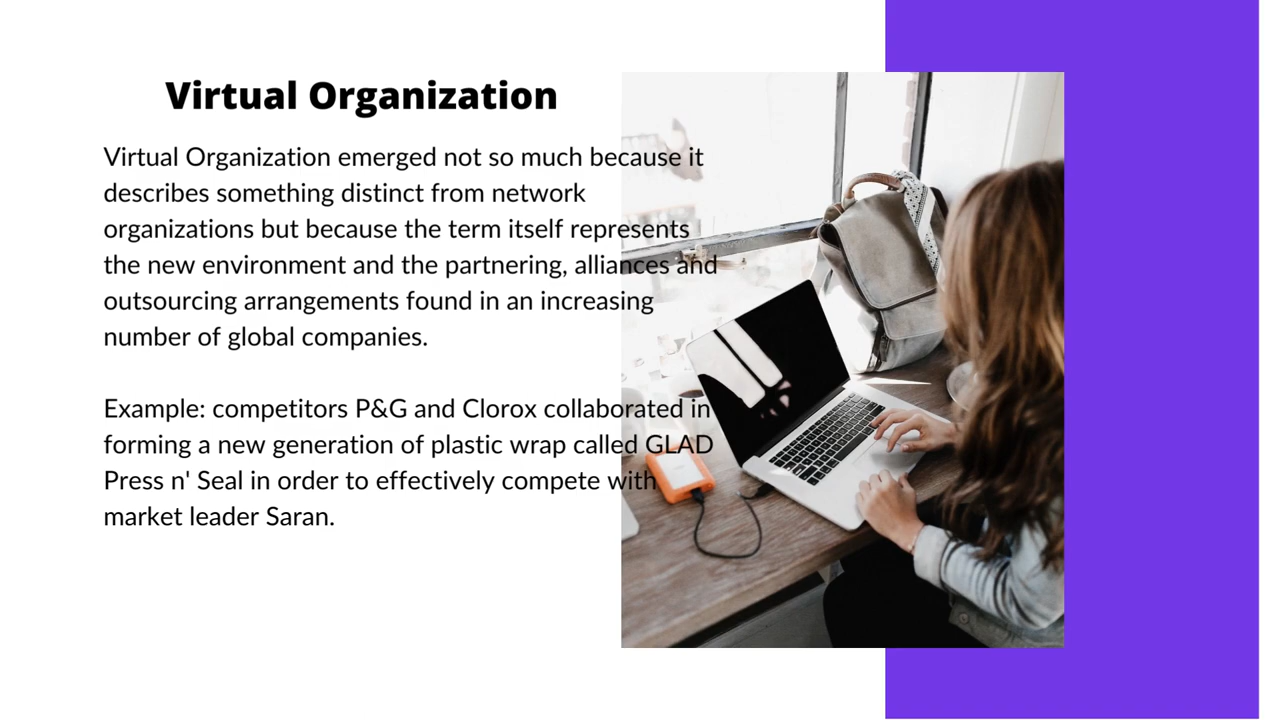 Virtual Organization
Virtual Organization emerged not so much because it
describes something distinct from network
organizations but because the term itself represents
the new environment and the partnering, alliances and
outsourcing arrangements found in an increasing
number of global companies.
Example: competitors P&G and Clorox collaborated in
forming a new generation of plastic wrap called GLAD
Press n' Seal in order to effectively compete with
market leader Saran.